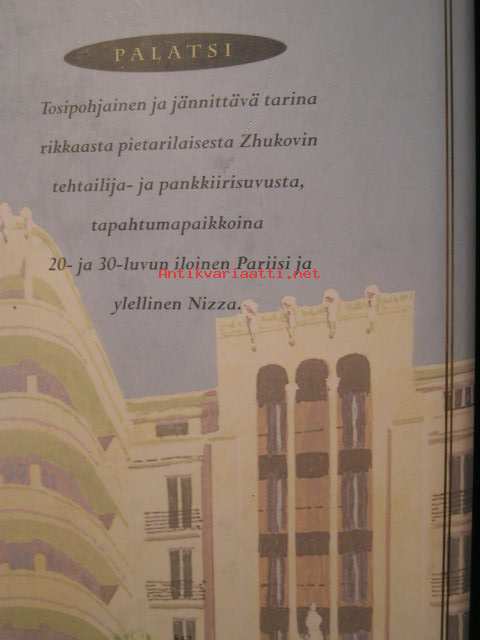 PALATSI
Tosipohjainen ja jännittävä tarina
rikkaasta pietarilaisesta Zhukovin
tehtailija- ja pankkiirisuvusta,
tapahtumapaikkoina
20- ja 30-luvun iloinen Pariisi ja
Antikvariaatti.net
ylellinen Nizza.